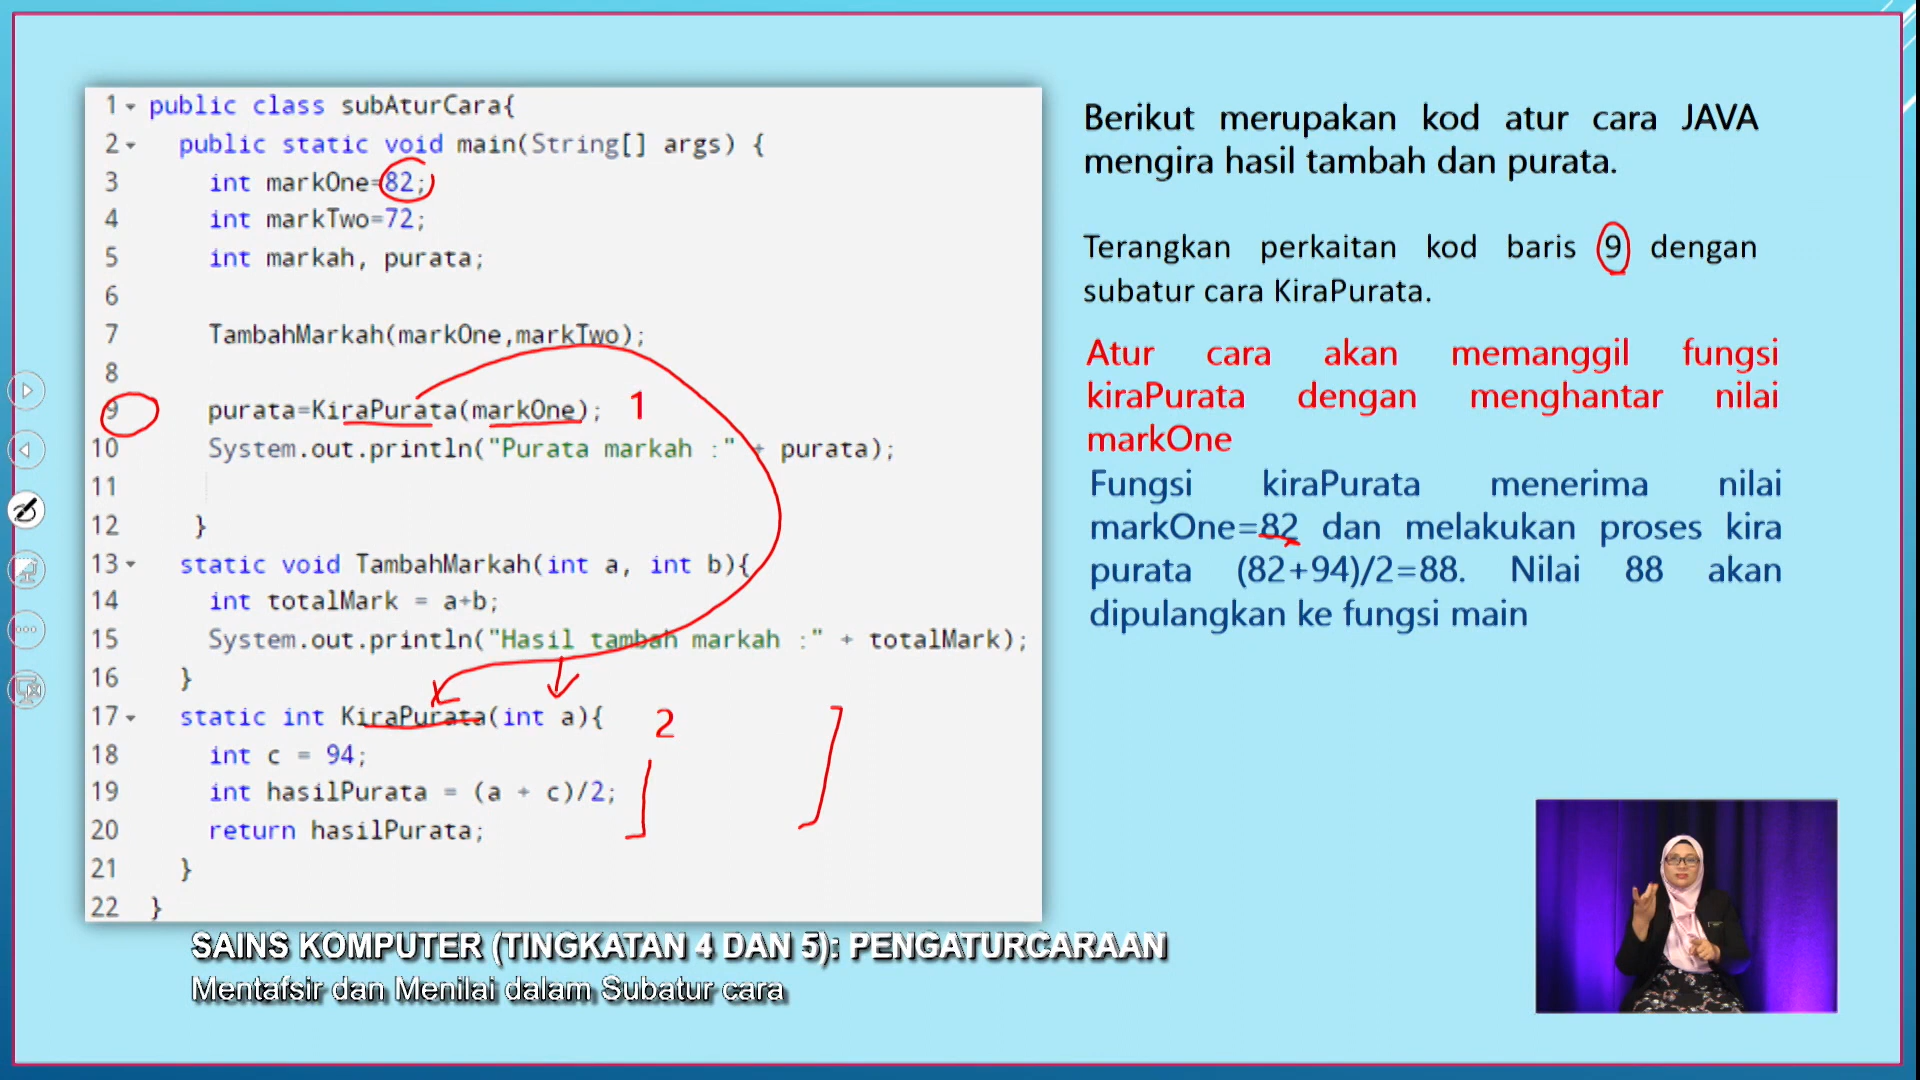 1 public class subAturCara{
2 public static void main(String[] args) {
3 int markOne=82;
4 int markTwo=72;
5 int markah, purata;
6
7 TambahMarkah(markOne,markTwo);
8
9 purata=KiraPurata(markOne); 1
10 System.out.println("Purata markah :" + purata);
11
12 }
13 static void TambahMarkah(int a, int b){
14 int totalMark = a+b;
15 System.out.println("Hasil tambah markah :" + totalMark);
16 }
17 static int KiraPurata(int a){ 2
18 int c = 94;
19 int hasilPurata = (a + c)/2;
20 return hasilPurata;
21 }
22 }
Berikut merupakan kod atur cara JAVA
mengira hasil tambah dan purata.
Terangkan perkaitan kod baris 9 dengan
subatur cara KiraPurata.
Atur cara akan memanggil fungsi
kiraPurata dengan menghantar nilai
markOne
Fungsi kiraPurata menerima nilai
markOne=82 dan melakukan proses kira
purata (82+94)/2=88. Nilai 88 akan
dipulangkan ke fungsi main
SAINS KOMPUTER (TINGKATAN 4 DAN 5): PENGATURCARAAN
Mentafsir dan Menilai dalam Subatur cara